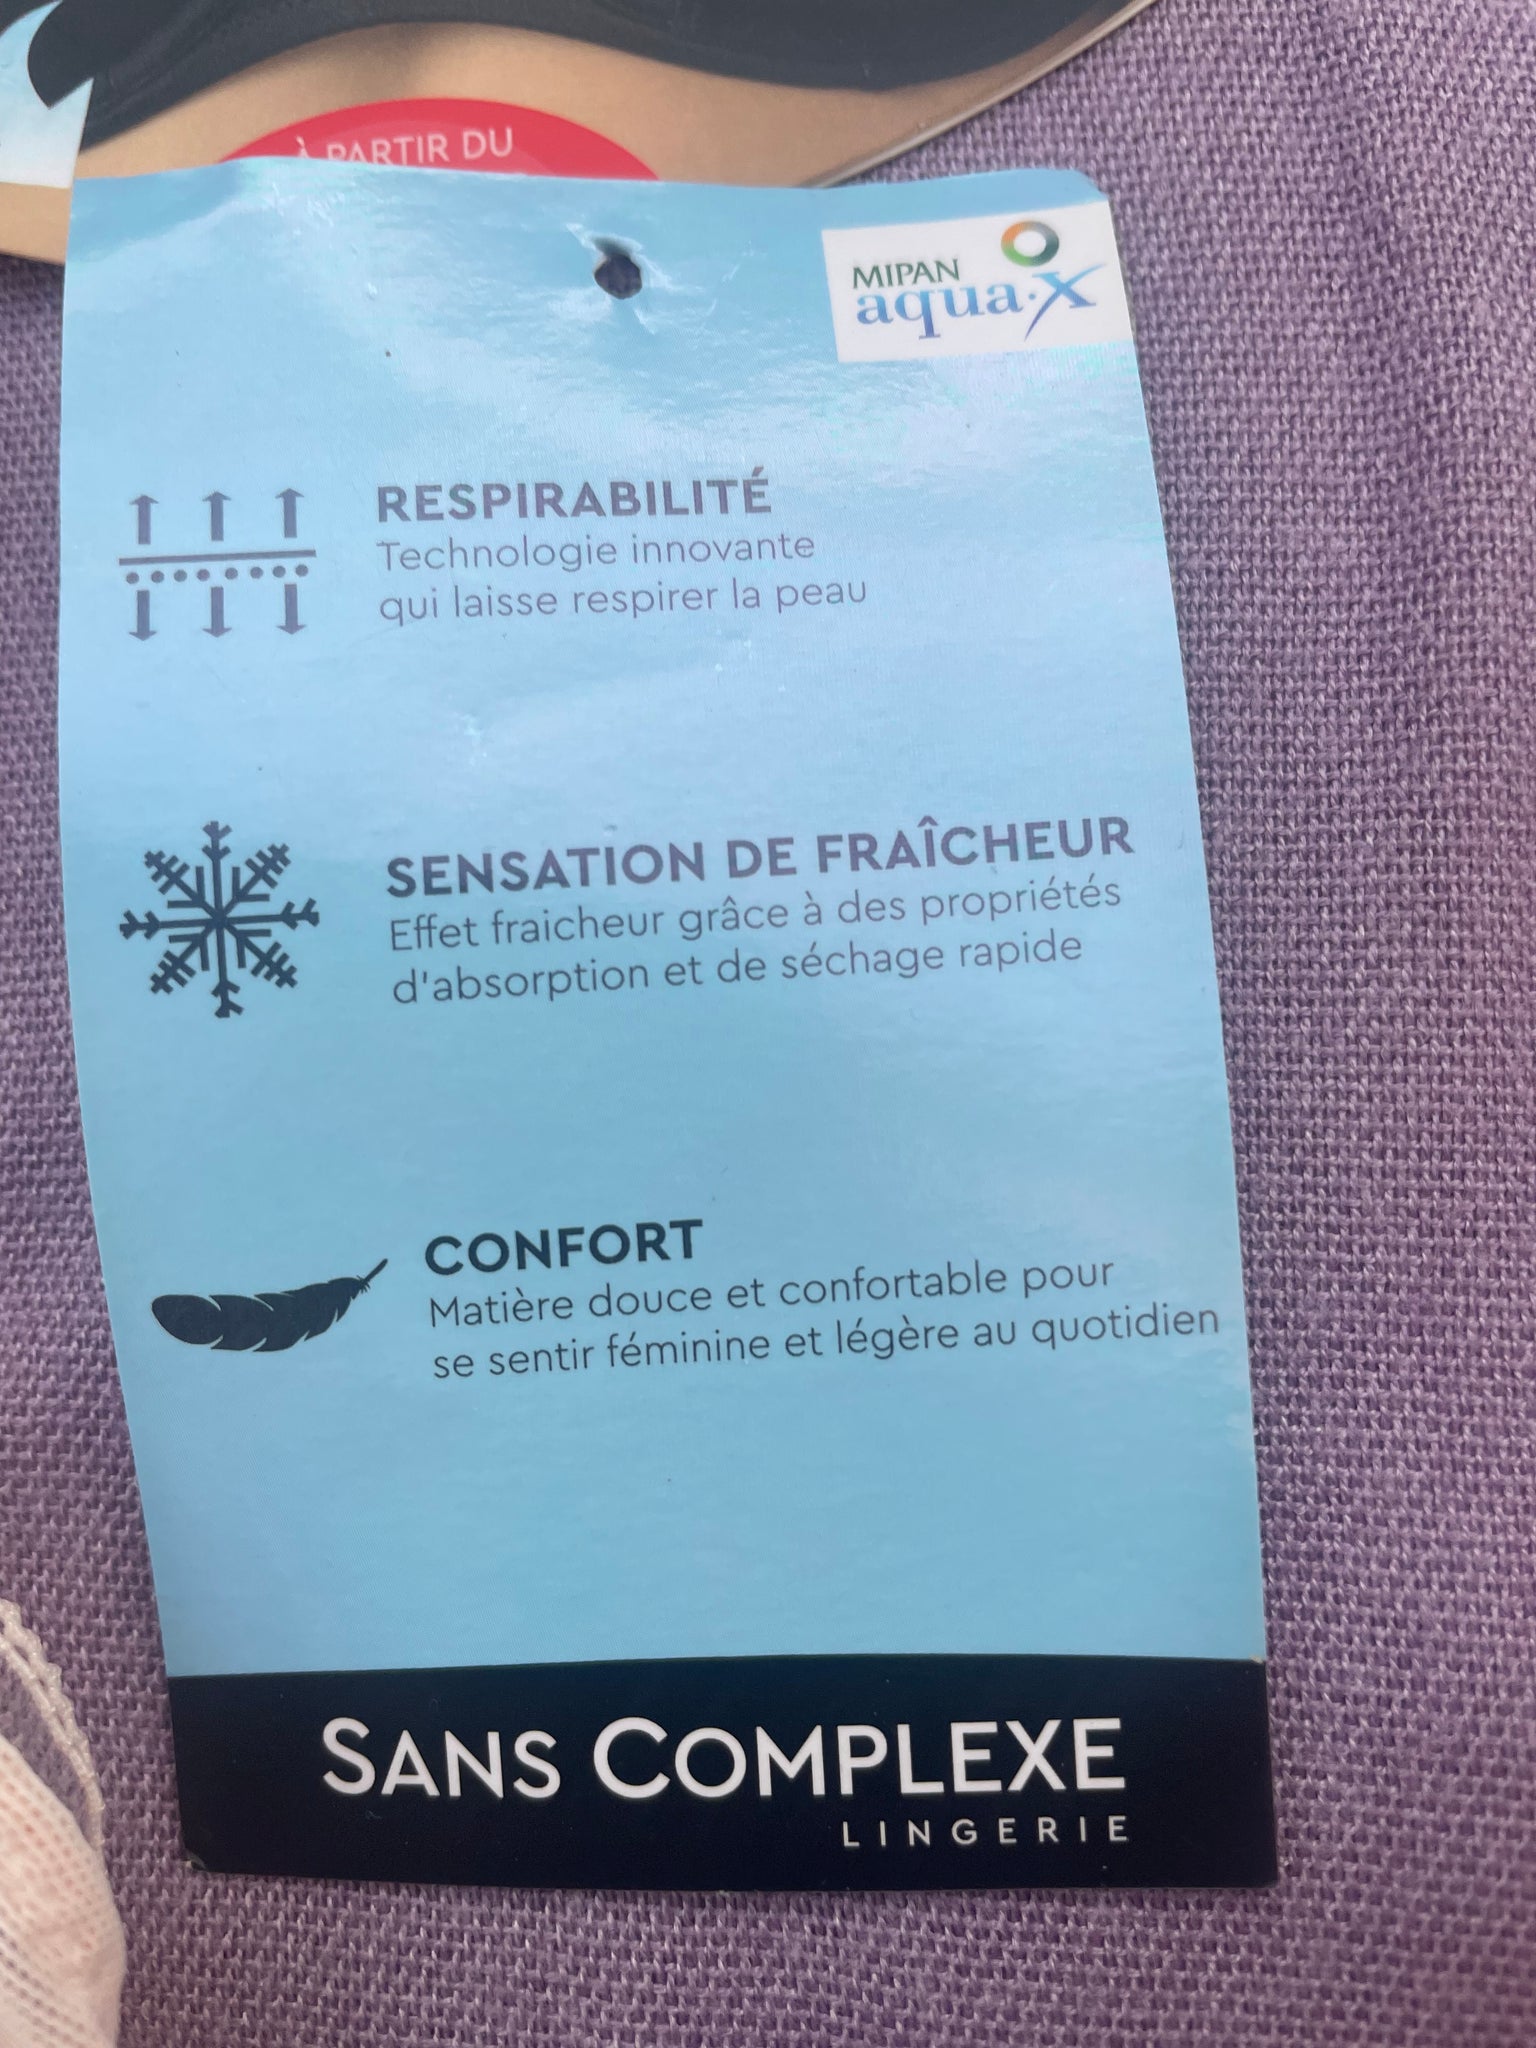 À PARTIR DU
MIPAN
aqua·X
RESPIRABILITÉ
Technologie innovante
qui laisse respirer la peau
SENSATION DE FRAÎCHEUR
Effet fraicheur grâce à des propriétés
d'absorption et de séchage rapide
CONFORT
Matière douce et confortable pour
se sentir féminine et légère au quotidien
SANS COMPLEXE
LINGERIE